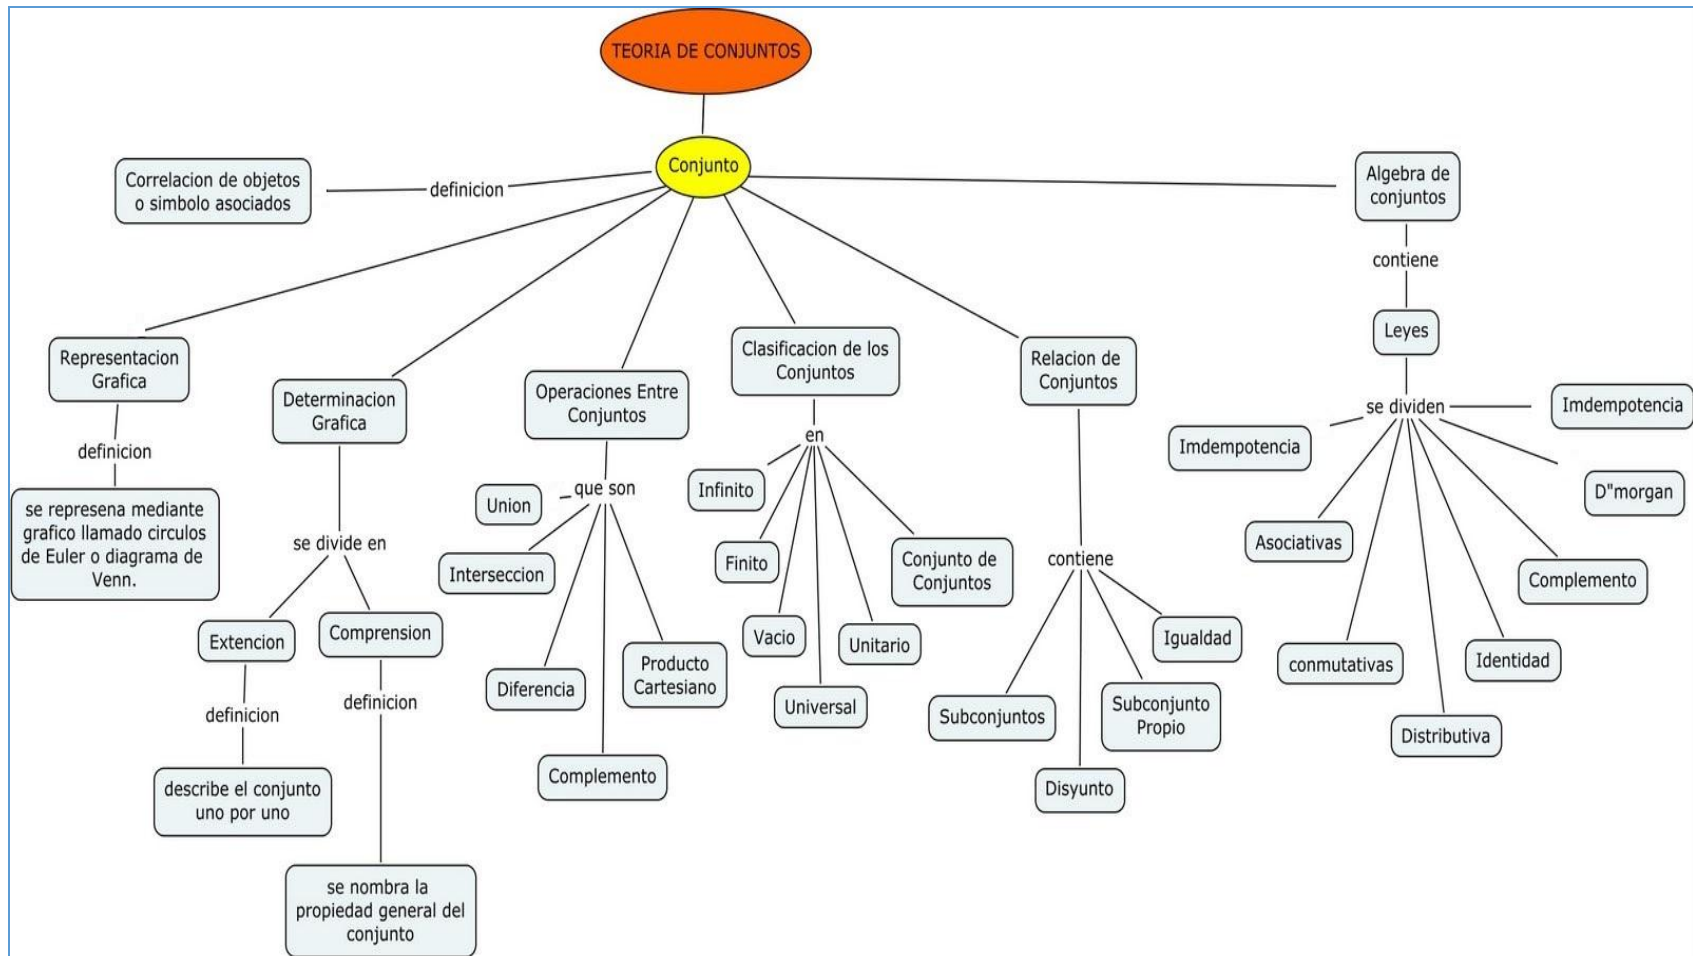 TEORIA DE CONJUNTOS
Conjunto
definicion
Correlacion de objetos
o simbolo asociados
Representacion
Grafica
definicion
se represena mediante
grafico llamado circulos
de Euler o diagrama de
Venn.
Determinacion
Grafica
se divide en
Extencion
definicion
describe el conjunto
uno por uno
Comprension
definicion
se nombra la
propiedad general del
conjunto
Operaciones Entre
Conjuntos
que son
Union
Interseccion
Diferencia
Complemento
Producto
Cartesiano
Clasificacion de los
Conjuntos
en
Infinito
Finito
Vacio
Universal
Unitario
Conjunto de
Conjuntos
Relacion de
Conjuntos
contiene
Subconjuntos
Disyunto
Subconjunto
Propio
Igualdad
Algebra de
conjuntos
contiene
Leyes
se dividen
Imdempotencia
Asociativas
conmutativas
Distributiva
Identidad
Complemento
D"morgan
Imdempotencia